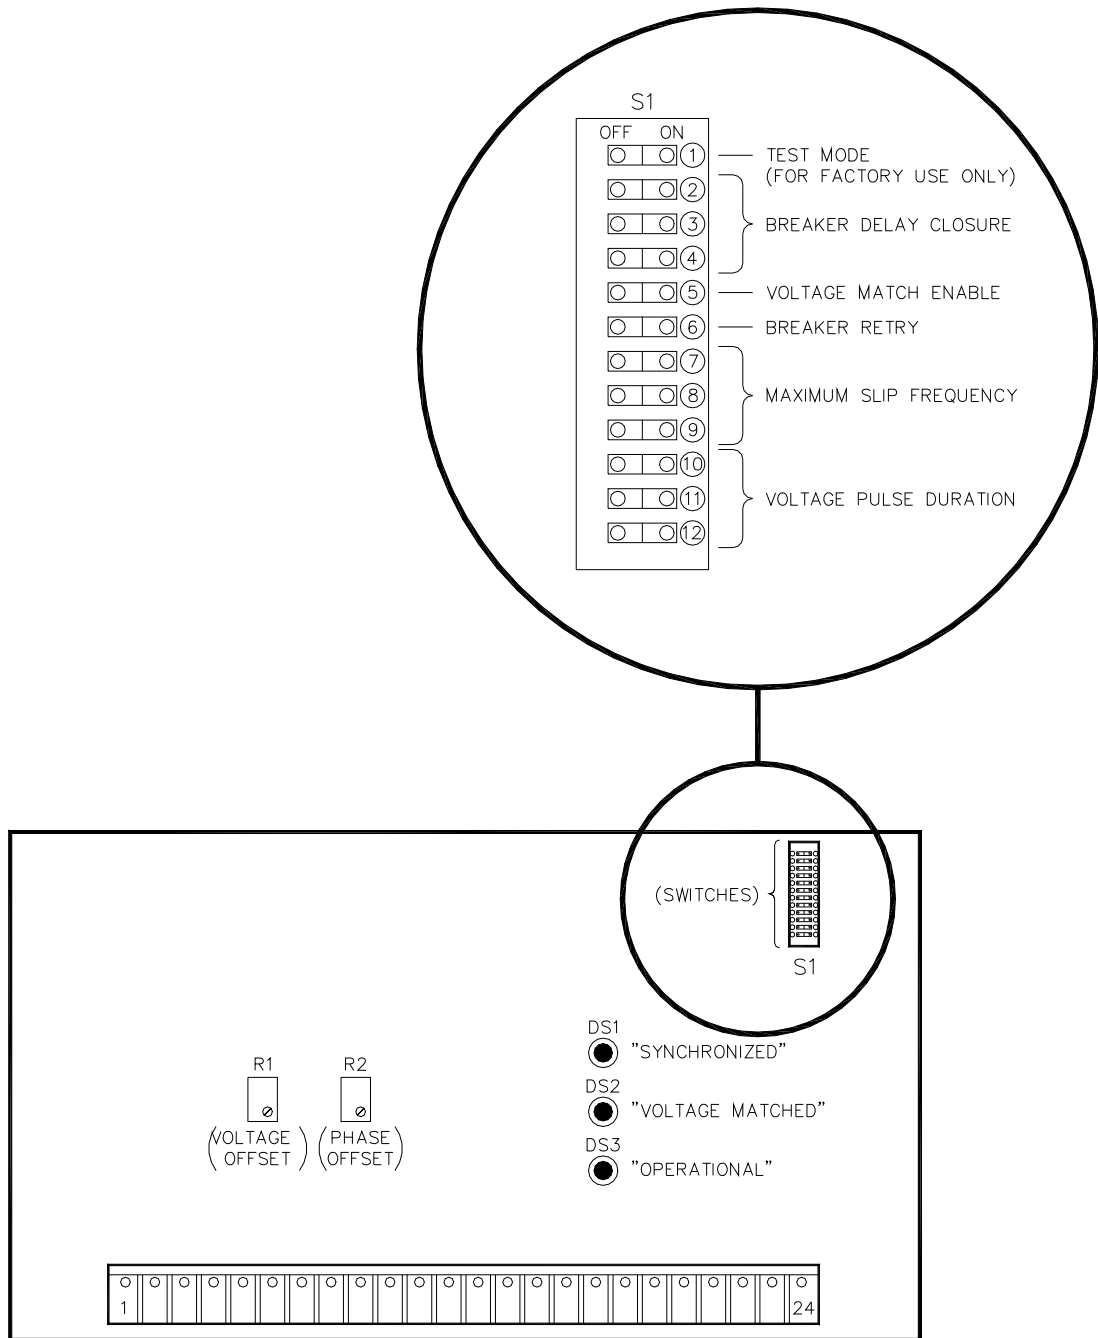 S1
OFF ON
1 TEST MODE
(FOR FACTORY USE ONLY)
2
3 BREAKER DELAY CLOSURE
4
5 VOLTAGE MATCH ENABLE
6 BREAKER RETRY
7
8 MAXIMUM SLIP FREQUENCY
9
10
11 VOLTAGE PULSE DURATION
12
(SWITCHES)
S1
DS1
"SYNCHRONIZED"
DS2
"VOLTAGE MATCHED"
DS3
"OPERATIONAL"
R1
(VOLTAGE
OFFSET)
R2
(PHASE
OFFSET)
1 24